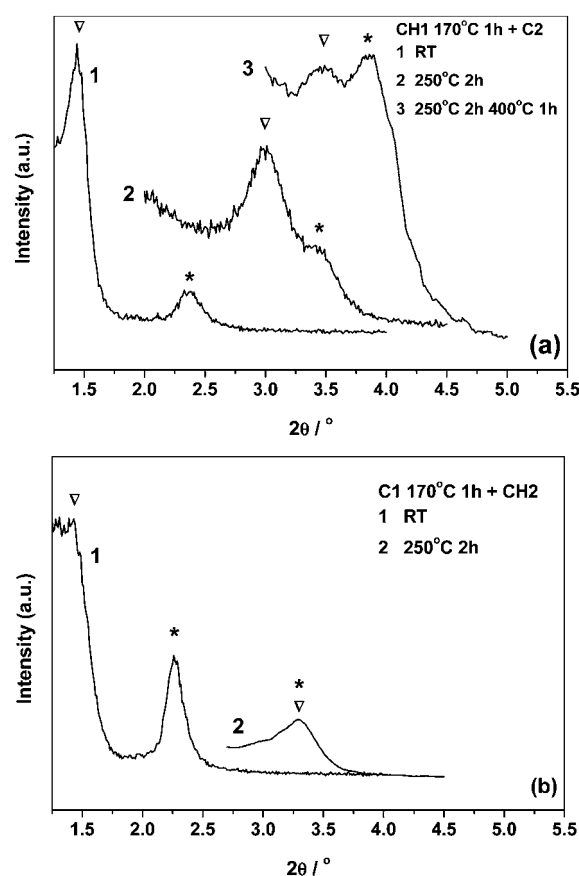 CH1 170°C 1h + C2
1 RT
2 250°C 2h
3 250°C 2h 400°C 1h
▽
1
*
2
▽
*
3
▽
*
Intensity (a.u.)
(a)
1.5 2.0 2.5 3.0 3.5 4.0 4.5 5.0 5.5
2θ / °
C1 170°C 1h + CH2
1 RT
2 250°C 2h
▽
1
*
2
*
▽
Intensity (a.u.)
(b)
1.5 2.0 2.5 3.0 3.5 4.0 4.5 5.0 5.5
2θ / °